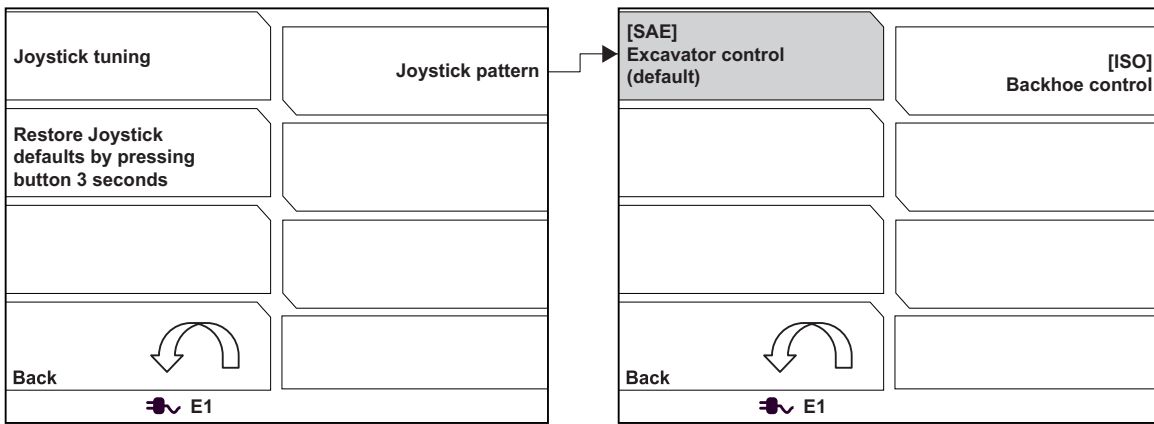 Joystick tuning
Joystick pattern
Restore Joystick
defaults by pressing
button 3 seconds
Back
E1
[SAE]
Excavator control
(default)
[ISO]
Backhoe control
Back
E1